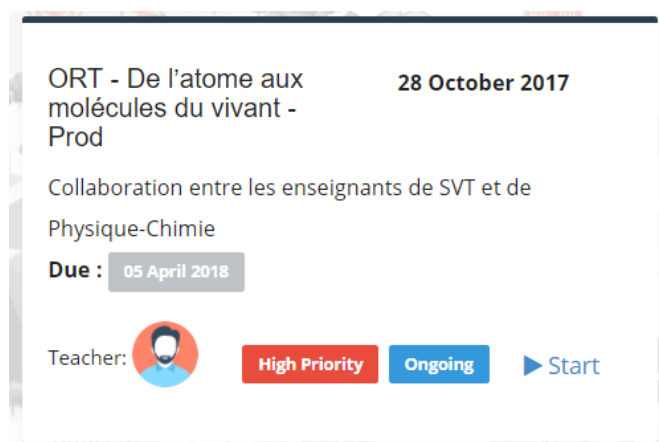 ORT - De l’atome aux
28 October 2017
molécules du vivant -
Prod
Collaboration entre les enseignants de SVT et de
Physique-Chimie
Due : 05 April 2018
Teacher: High Priority Ongoing Start